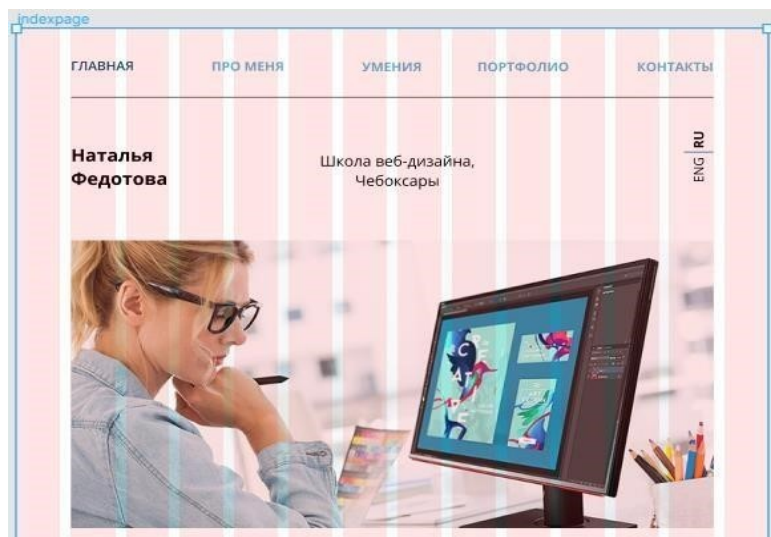 indexpage
ГЛАВНАЯ ПРО МЕНЯ УМЕНИЯ ПОРТФОЛИО КОНТАКТЫ
Наталья
Федотова
Школа веб-дизайна,
Чебоксары
ENG | RU